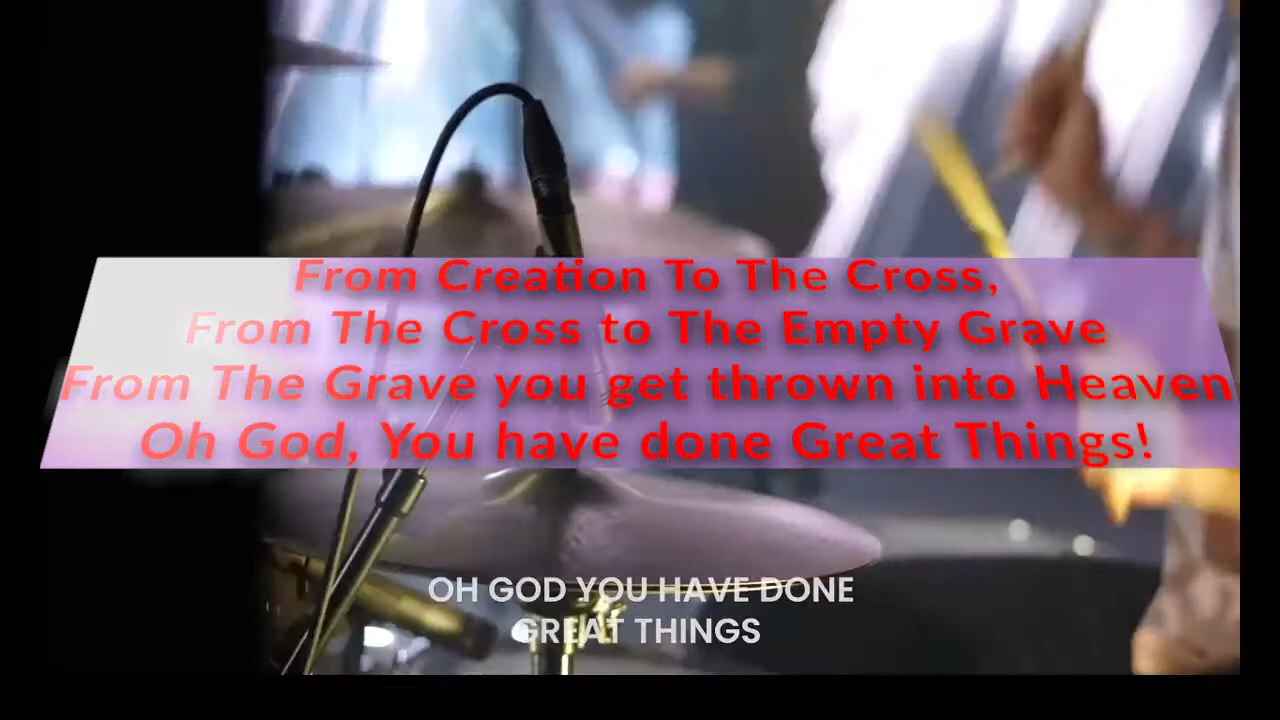 From Creation To The Cross,
From The Cross to The Empty Grave
From The Grave you get thrown into Heaven
Oh God, You have done Great Things!
OH GOD YOU HAVE DONE
GREAT THINGS